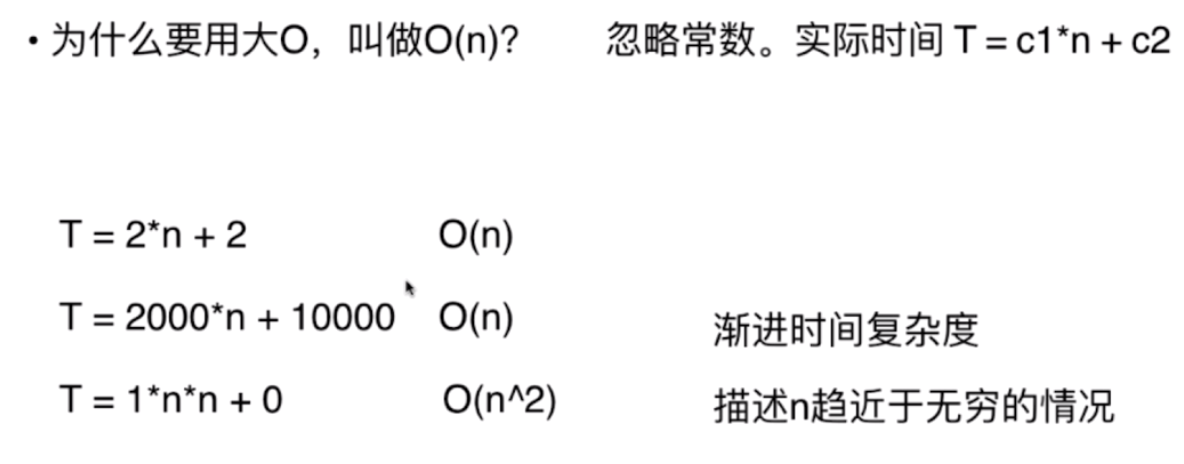 • 为什么要用大O，叫做O(n)? 忽略常数。实际时间 T = c1*n + c2
T = 2*n + 2 O(n)
T = 2000*n + 10000 O(n)
渐进时间复杂度
T = 1*n*n + 0 O(n^2)
描述n趋近于无穷的情况